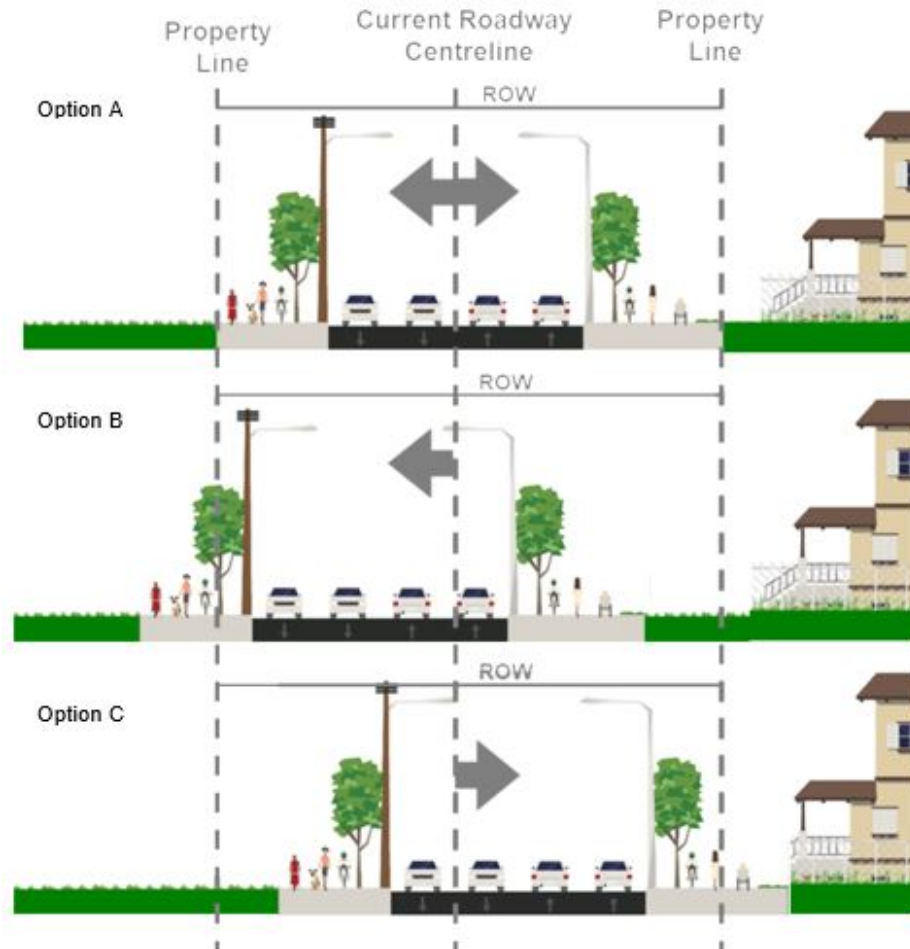 Property
Line
Current Roadway
Centreline
Property
Line
ROW
Option A
ROW
Option B
ROW
Option C